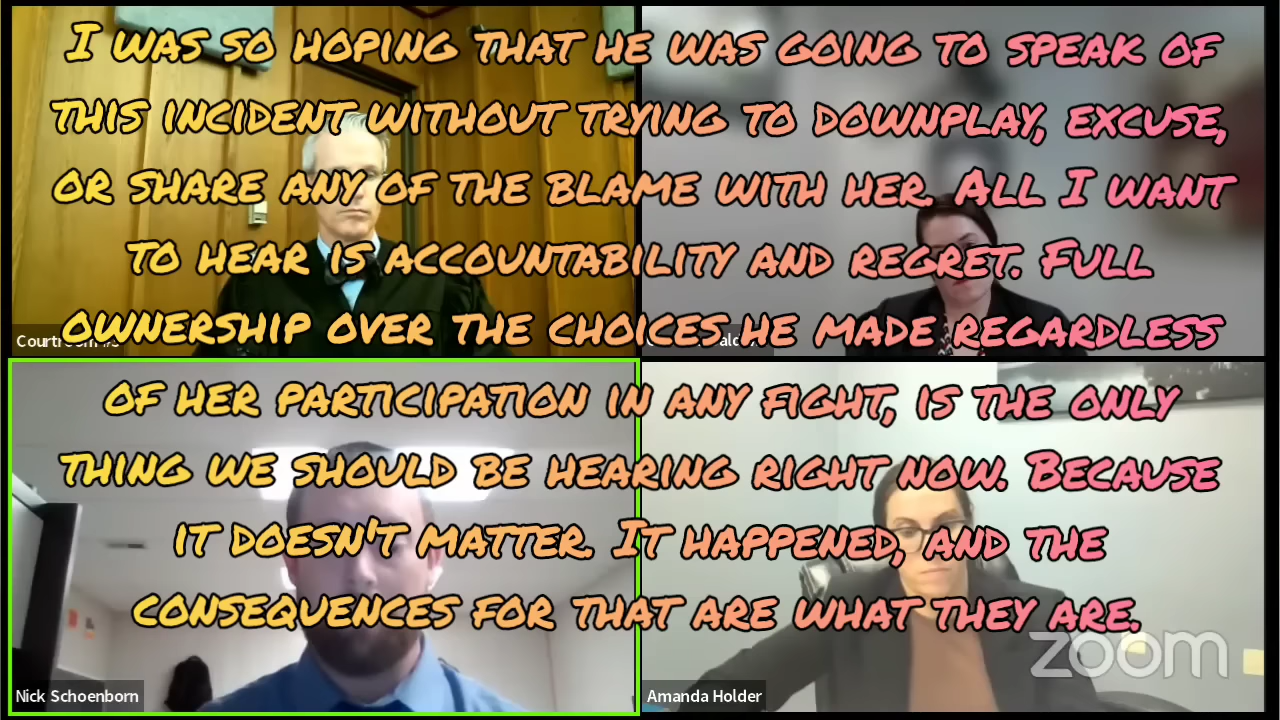 I was so hoping that he was going to speak of
this incident without trying to downplay, excuse,
or share any of the blame with her. All I want
to hear is accountability and regret. Full
ownership over the choices he made regardless
Courtroom
of her participation in any fight, is the only
thing we should be hearing right now. Because
it doesn't matter. It happened, and the
consequences for that are what they are.
zoom
Nick Schoenborn
Amanda Holder